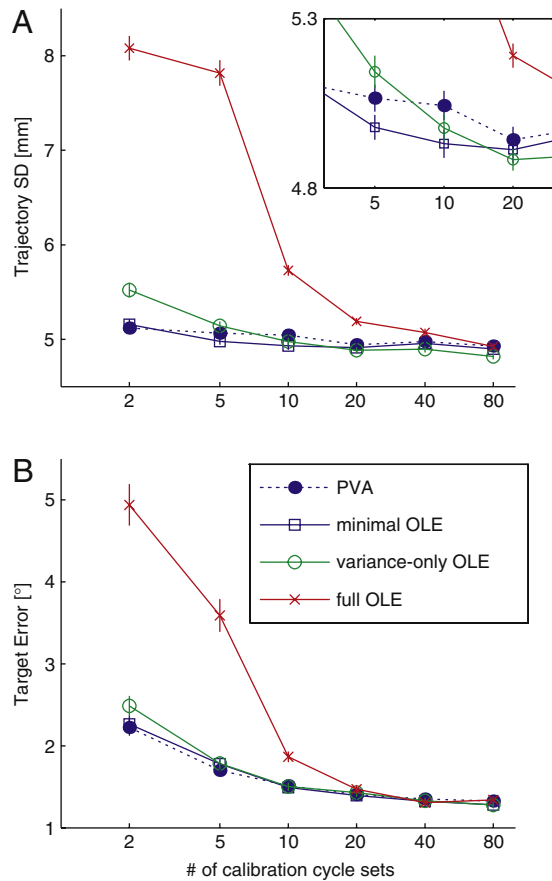 A
Trajectory SD [mm]
8
7
6
5
2
5
10
20
40
80
5.3
4.8
5
10
20
B
Target Error [°]
5
4
3
2
1
2
5
10
20
40
80
# of calibration cycle sets
PVA
minimal OLE
variance-only OLE
full OLE